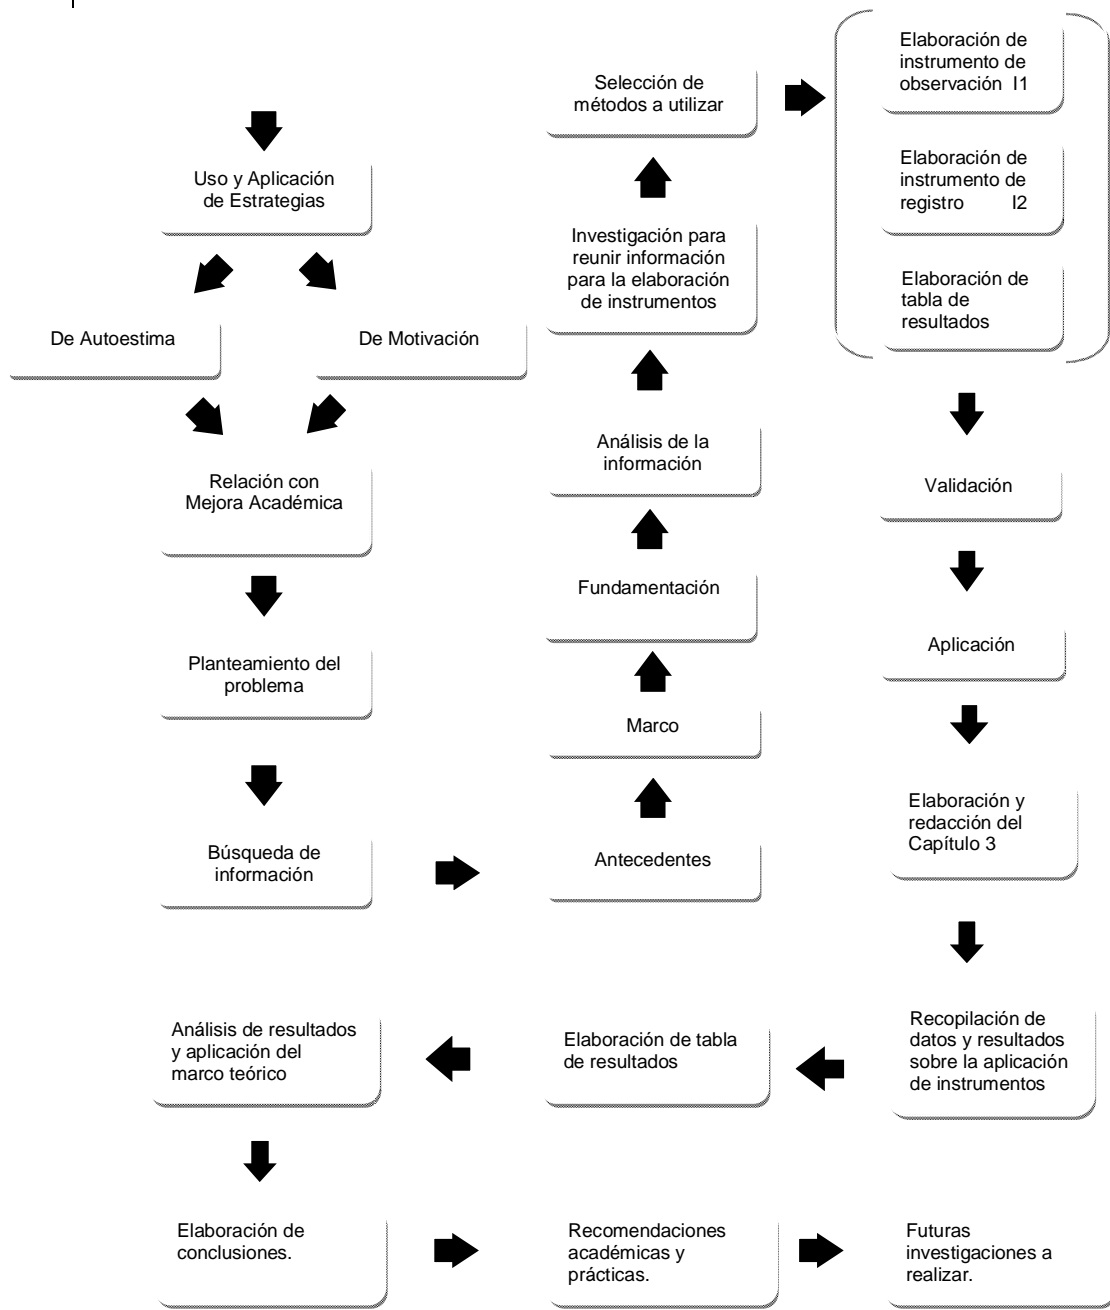 Uso y Aplicación
de Estrategias
De Autoestima
De Motivación
Relación con
Mejora Académica
Planteamiento del
problema
Búsqueda de
información
Antecedentes
Marco
Fundamentación
Análisis de la
información
Investigación para
reunir información
para la elaboración
de instrumentos
Selección de
métodos a utilizar
Elaboración de
instrumento de
observación I1
Elaboración de
instrumento de
registro I2
Elaboración de
tabla de
resultados
Validación
Aplicación
Elaboración y
redacción del
Capítulo 3
Recopilación de
datos y resultados
sobre la aplicación
de instrumentos
Elaboración de tabla
de resultados
Análisis de resultados
y aplicación del
marco teórico
Elaboración de
conclusiones.
Recomendaciones
académicas y
prácticas.
Futuras
investigaciones a
realizar.